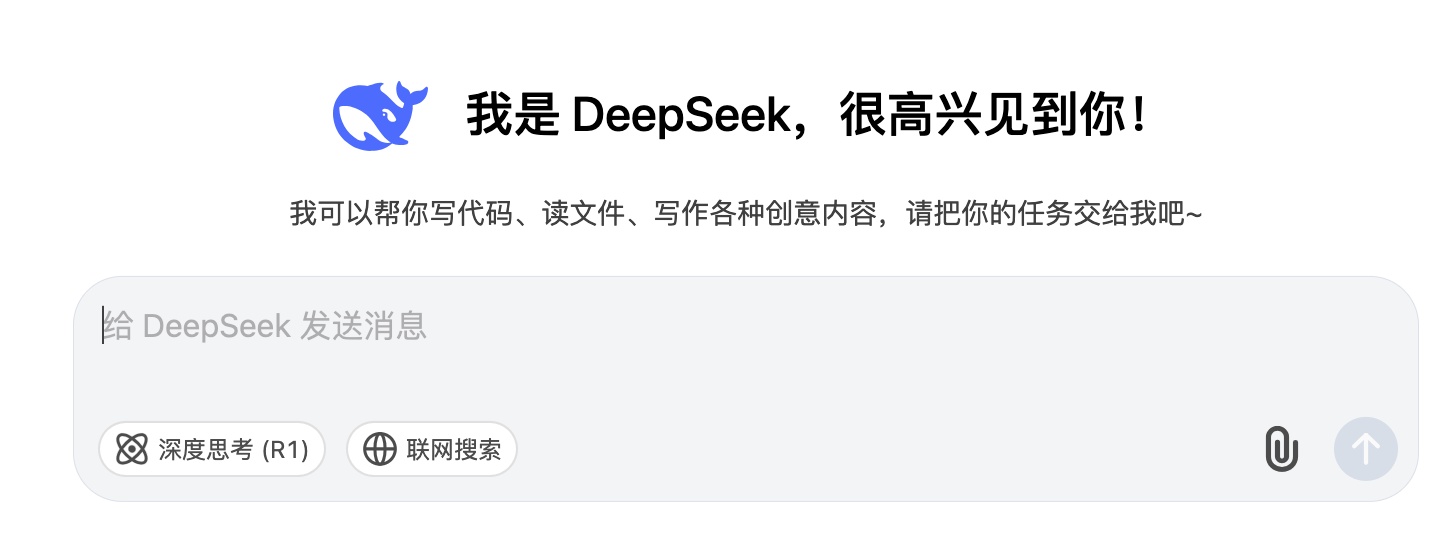 我是 DeepSeek，很高兴见到你！
我可以帮你写代码、读文件、写作各种创意内容，请把你的任务交给我吧~
给 DeepSeek 发送消息
深度思考 (R1) 联网搜索